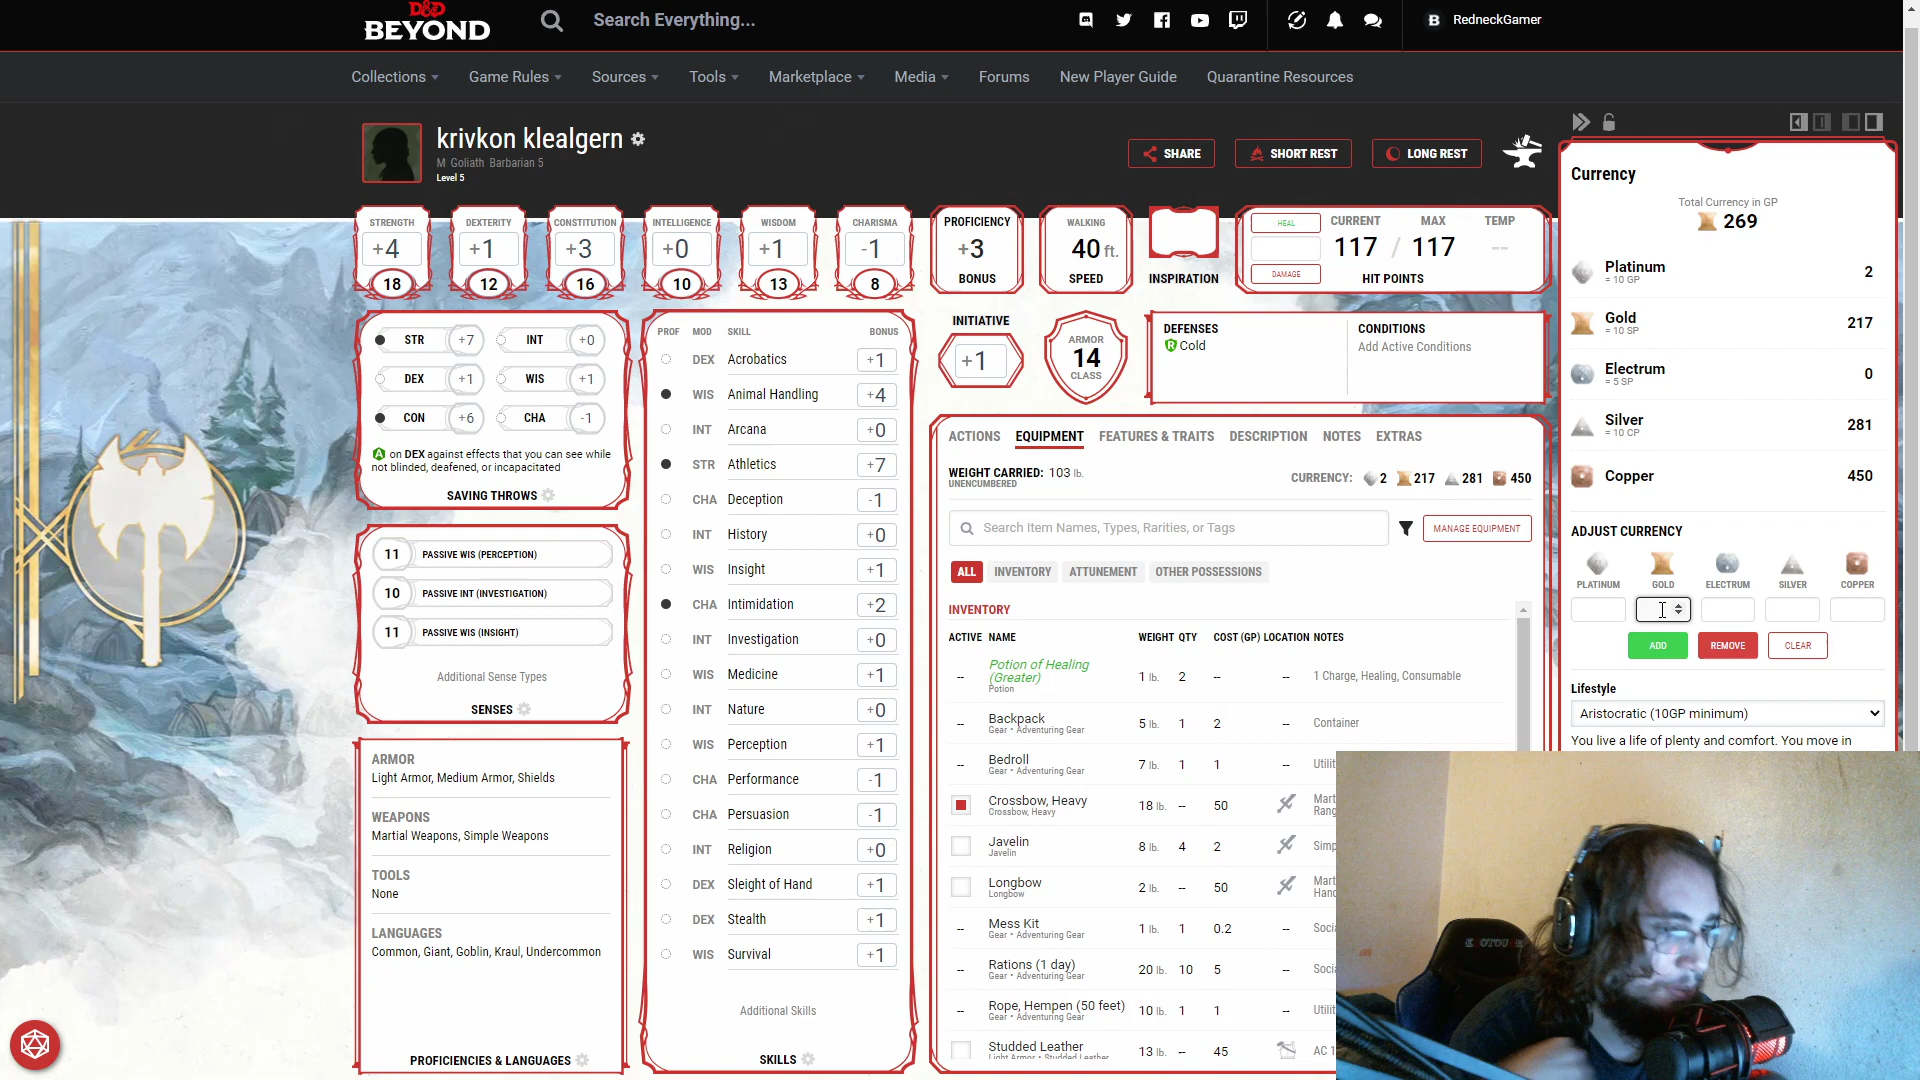 D&D
BEYOND
Search Everything...
B RedneckGamer
Collections
Game Rules
Sources
Tools
Marketplace
Media
Forums
New Player Guide
Quarantine Resources
krivkon klealgern
M Goliath Barbarian 5
Level 5
SHARE
SHORT REST
LONG REST
STRENGTH
+4
18
DEXTERITY
+1
12
CONSTITUTION
+3
16
INTELLIGENCE
+0
10
WISDOM
+1
13
CHARISMA
-1
8
PROFICIENCY
+3
BONUS
WALKING
40 ft.
SPEED
INSPIRATION
HEAL
DAMAGE
CURRENT MAX TEMP
117 / 117 --
HIT POINTS
STR +7 INT +0
DEX +1 WIS +1
CON +6 CHA -1
A on DEX against effects that you can see while
not blinded, deafened, or incapacitated
SAVING THROWS
11 PASSIVE WIS (PERCEPTION)
10 PASSIVE INT (INVESTIGATION)
11 PASSIVE WIS (INSIGHT)
Additional Sense Types
SENSES
ARMOR
Light Armor, Medium Armor, Shields
WEAPONS
Martial Weapons, Simple Weapons
TOOLS
None
LANGUAGES
Common, Giant, Goblin, Kraul, Undercommon
PROFICIENCIES & LANGUAGES
PROF MOD SKILL BONUS
DEX Acrobatics +1
WIS Animal Handling +4
INT Arcana +0
STR Athletics +7
CHA Deception -1
INT History +0
WIS Insight +1
CHA Intimidation +2
INT Investigation +0
WIS Medicine +1
INT Nature +0
WIS Perception +1
CHA Performance -1
CHA Persuasion -1
INT Religion +0
DEX Sleight of Hand +1
DEX Stealth +1
WIS Survival +1
Additional Skills
SKILLS
INITIATIVE
+1
ARMOR
14
CLASS
DEFENSES
R Cold
CONDITIONS
Add Active Conditions
ACTIONS EQUIPMENT FEATURES & TRAITS DESCRIPTION NOTES EXTRAS
WEIGHT CARRIED: 103 lb.
UNENCUMBERED
CURRENCY: 2 217 281 450
Search Item Names, Types, Rarities, or Tags
MANAGE EQUIPMENT
ALL INVENTORY ATTUNEMENT OTHER POSSESSIONS
INVENTORY
ACTIVE NAME WEIGHT QTY COST (GP) LOCATION NOTES
Potion of Healing
(Greater)
Potion
-- 1 lb. 2 -- -- 1 Charge, Healing, Consumable
Backpack
Gear • Adventuring Gear
-- 5 lb. 1 2 -- Container
Bedroll
Gear • Adventuring Gear
-- 7 lb. 1 1 -- Utilit
Crossbow, Heavy
Crossbow, Heavy
18 lb. -- 50
Mart
Rang
Javelin
Javelin
8 lb. 4 2 Simp
Longbow
Longbow
2 lb. -- 50
Mart
Hand
Mess Kit
Gear • Adventuring Gear
-- 1 lb. 1 0.2 -- Socia
Rations (1 day)
Gear • Adventuring Gear
-- 20 lb. 10 5 -- Socia
Rope, Hempen (50 feet)
Gear • Adventuring Gear
-- 10 lb. 1 1 -- Utilit
Studded Leather
Light Armor • Studded Leather
13 lb. -- 45 AC 1
Currency
Total Currency in GP
269
Platinum 2
= 10 GP
Gold 217
= 10 SP
Electrum 0
= 5 SP
Silver 281
= 10 CP
Copper 450
ADJUST CURRENCY
PLATINUM GOLD ELECTRUM SILVER COPPER
ADD REMOVE CLEAR
Lifestyle
Aristocratic (10GP minimum)
You live a life of plenty and comfort. You move in